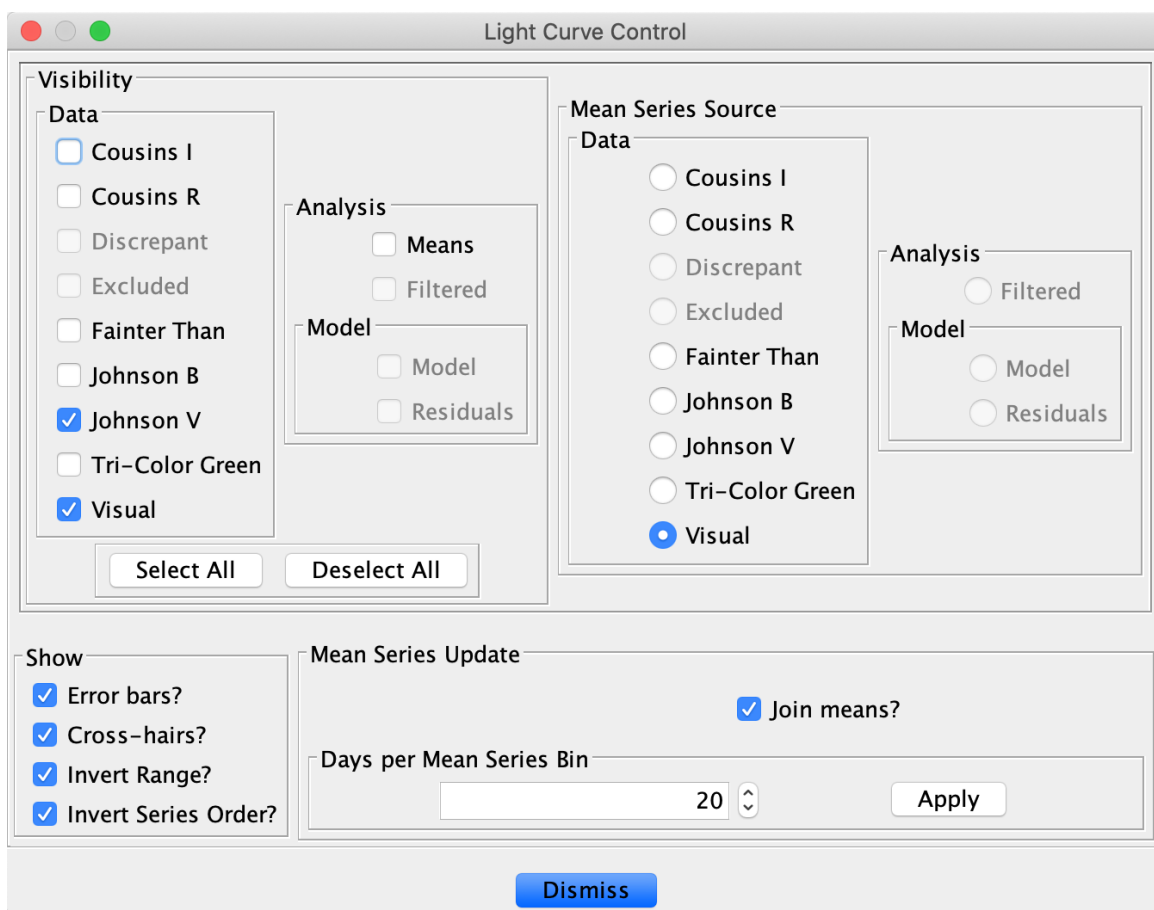 Light Curve Control
Visibility
Data
Cousins I
Cousins R
Discrepant
Excluded
Fainter Than
Johnson B
Johnson V
Tri-Color Green
Visual
Analysis
Means
Filtered
Model
Model
Residuals
Select All
Deselect All
Mean Series Source
Data
Cousins I
Cousins R
Discrepant
Excluded
Fainter Than
Johnson B
Johnson V
Tri-Color Green
Visual
Analysis
Filtered
Model
Model
Residuals
Show
Error bars?
Cross-hairs?
Invert Range?
Invert Series Order?
Mean Series Update
Join means?
Days per Mean Series Bin
20
Apply
Dismiss